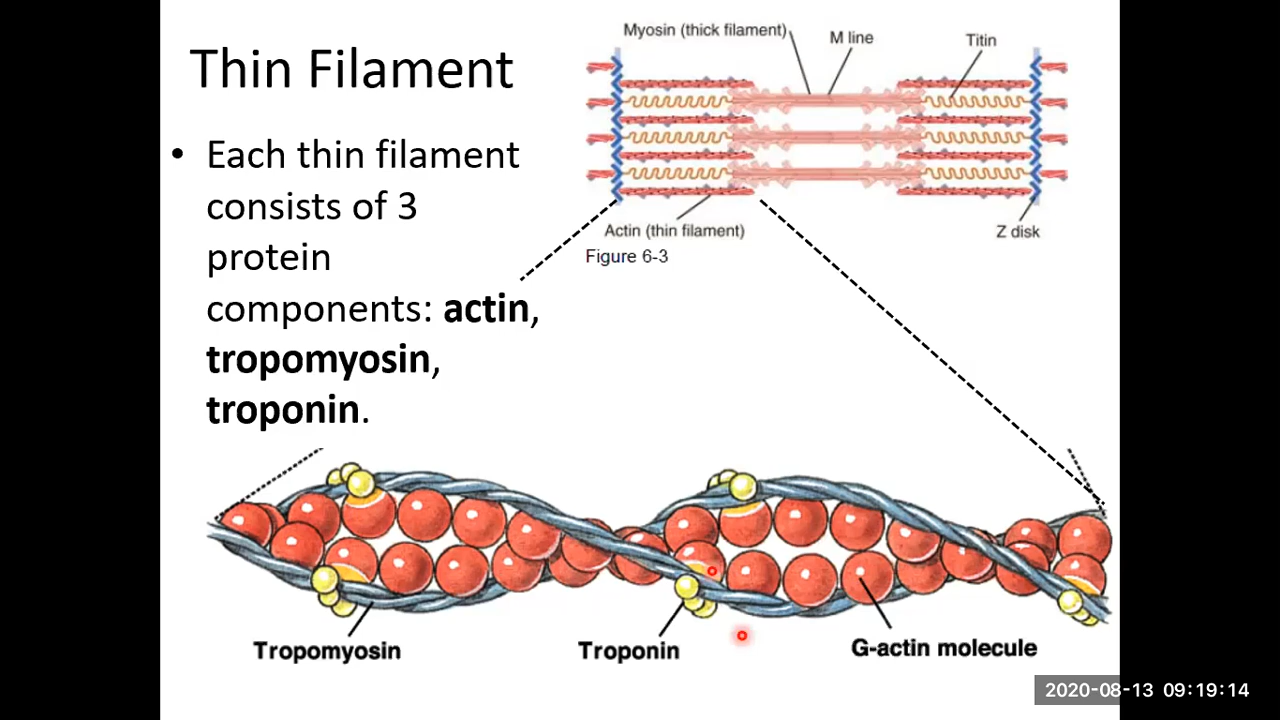 Thin Filament
• Each thin filament
consists of 3
protein
components: actin,
tropomyosin,
troponin.
Myosin (thick filament)
M line
Titin
Actin (thin filament)
Z disk
Figure 6-3
Tropomyosin
Troponin
G-actin molecule
2020-08-13 09:19:14